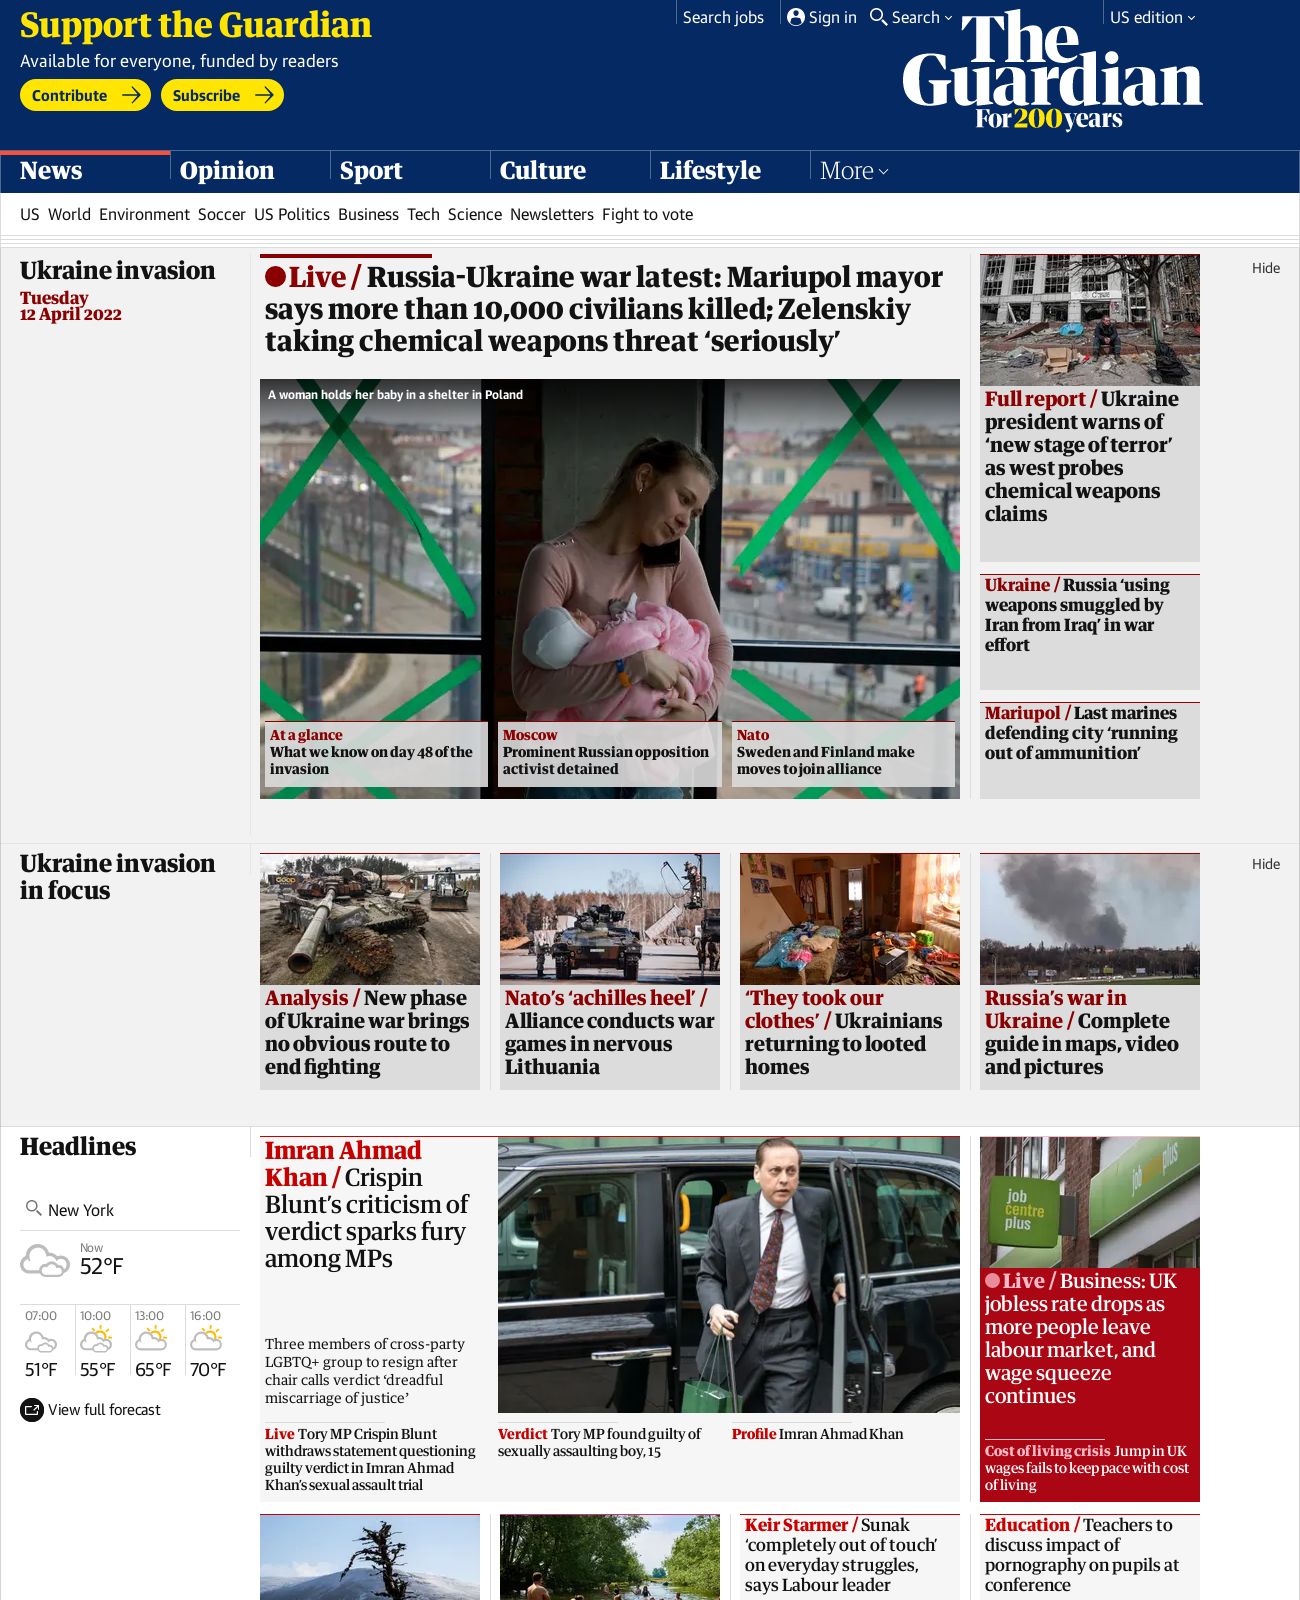 Support the Guardian
Available for everyone, funded by readers
Contribute
Subscribe
Search jobs
Sign in
Search
US edition
The
Guardian
For 200 years
News
Opinion
Sport
Culture
Lifestyle
More
US World Environment Soccer US Politics Business Tech Science Newsletters Fight to vote
Ukraine invasion
Tuesday
12 April 2022
Live / Russia-Ukraine war latest: Mariupol mayor
says more than 10,000 civilians killed; Zelenskiy
taking chemical weapons threat ‘seriously’
A woman holds her baby in a shelter in Poland
At a glance
What we know on day 48 of the
invasion
Moscow
Prominent Russian opposition
activist detained
Nato
Sweden and Finland make
moves to join alliance
Full report / Ukraine
president warns of
‘new stage of terror’
as west probes
chemical weapons
claims
Ukraine / Russia ‘using
weapons smuggled by
Iran from Iraq’ in war
effort
Mariupol / Last marines
defending city ‘running
out of ammunition’
Hide
Ukraine invasion
in focus
Analysis / New phase
of Ukraine war brings
no obvious route to
end fighting
Nato’s ‘achilles heel’ /
Alliance conducts war
games in nervous
Lithuania
‘They took our
clothes’ / Ukrainians
returning to looted
homes
Russia’s war in
Ukraine / Complete
guide in maps, video
and pictures
Hide
Headlines
New York
Now
52°F
07:00 10:00 13:00 16:00
51°F 55°F 65°F 70°F
View full forecast
Imran Ahmad
Khan / Crispin
Blunt’s criticism of
verdict sparks fury
among MPs
Three members of cross-party
LGBTQ+ group to resign after
chair calls verdict ‘dreadful
miscarriage of justice’
Live Tory MP Crispin Blunt
withdraws statement questioning
guilty verdict in Imran Ahmad
Khan’s sexual assault trial
Verdict Tory MP found guilty of
sexually assaulting boy, 15
Profile Imran Ahmad Khan
job
centre
plus
jobcentreplus
Live / Business: UK
jobless rate drops as
more people leave
labour market, and
wage squeeze
continues
Cost of living crisis Jump in UK
wages fails to keep pace with cost
of living
Keir Starmer / Sunak
‘completely out of touch’
on everyday struggles,
says Labour leader
Education / Teachers to
discuss impact of
pornography on pupils at
conference